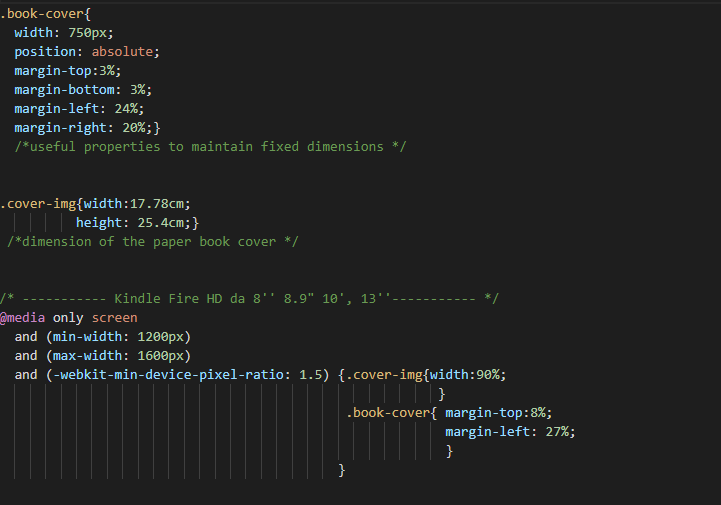 .book-cover{
width: 750px;
position: absolute;
margin-top:3%;
margin-bottom: 3%;
margin-left: 24%;
margin-right: 20%;}
/*useful properties to maintain fixed dimensions */
.cover-img{width:17.78cm;
height: 25.4cm;}
/*dimension of the paper book cover */
/* ----------- Kindle Fire HD da 8'' 8.9" 10', 13''----------- */
@media only screen
and (min-width: 1200px)
and (max-width: 1600px)
and (-webkit-min-device-pixel-ratio: 1.5) {.cover-img{width:90%;
}
.book-cover{ margin-top:8%;
margin-left: 27%;
}
}